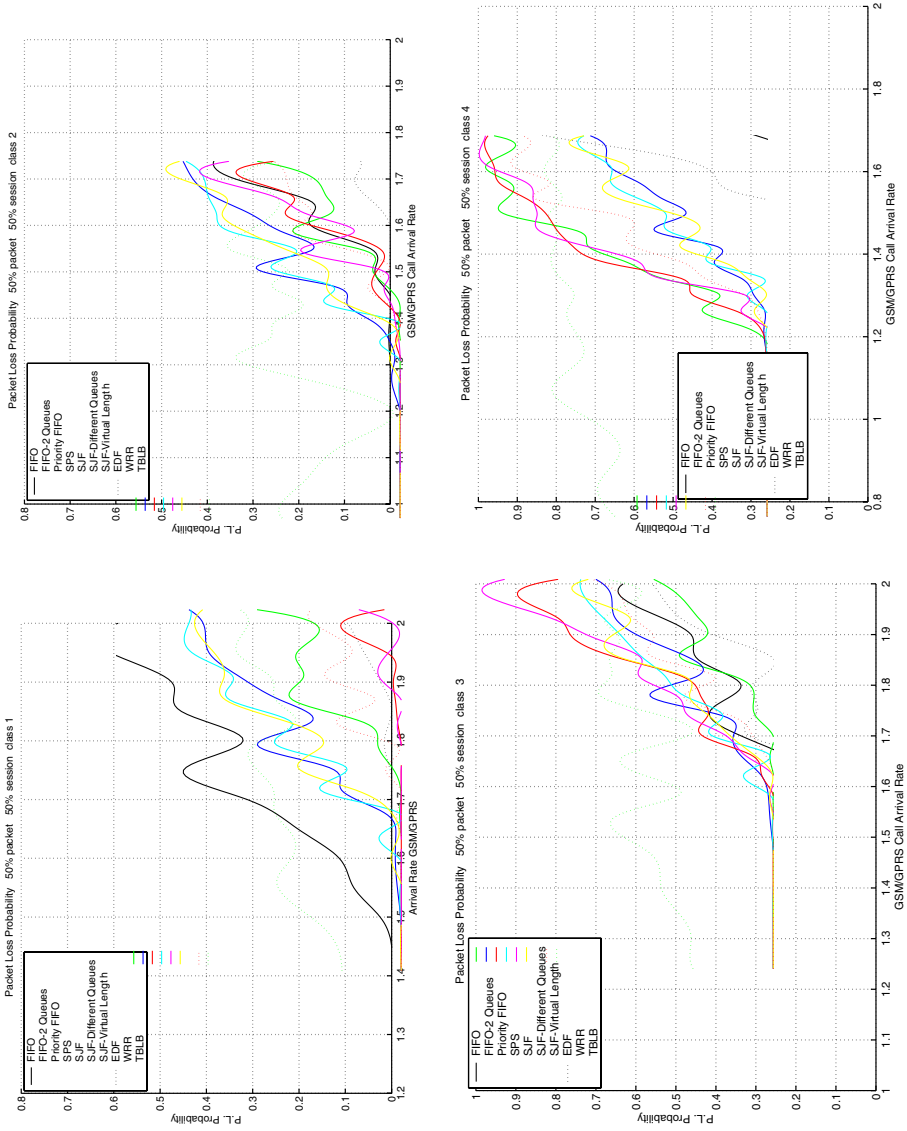 Packet Loss Probability 50% packet 50% session class 1
P.L. Probability
0.8
0.7
0.6
0.5
0.4
0.3
0.2
0.1
0
FIFO
FIFO-2 Queues
Priority FIFO
SPS
SJF
SJF-Different Queues
SJF-Virtual Length
EDF
WRR
TBLB
1.2
1.3
1.4
1.5
1.6
1.7
1.8
1.9
2
Arrival Rate GSM/GPRS
Packet Loss Probability 50% packet 50% session class 2
P.L. Probability
0.8
0.7
0.6
0.5
0.4
0.3
0.2
0.1
0
FIFO
FIFO-2 Queues
Priority FIFO
SPS
SJF
SJF-Different Queues
SJF-Virtual Length
EDF
WRR
TBLB
1
1.1
1.2
1.3
1.4
1.5
1.6
1.7
1.8
1.9
2
GSM/GPRS Call Arrival Rate
Packet Loss Probability 50% packet 50% session class 3
P.L. Probability
1
0.9
0.8
0.7
0.6
0.5
0.4
0.3
0.2
FIFO
FIFO-2 Queues
Priority FIFO
SPS
SJF
SJF-Different Queues
SJF-Virtual Length
EDF
WRR
TBLB
1
1.1
1.2
1.3
1.4
1.5
1.6
1.7
1.8
1.9
2
GSM/GPRS Call Arrival Rate
Packet Loss Probability 50% packet 50% session class 4
P.L. Probability
1
0.9
0.8
0.7
0.6
0.5
0.4
0.3
0.2
FIFO
FIFO-2 Queues
Priority FIFO
SPS
SJF
SJF-Different Queues
SJF-Virtual Length
EDF
WRR
TBLB
0.8
1
1.2
1.4
1.6
1.8
2
GSM/GPRS Call Arrival Rate